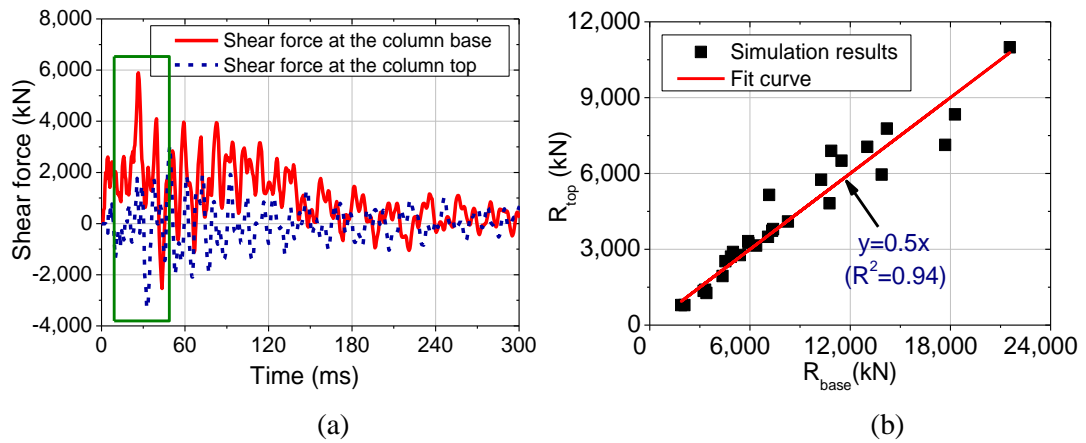 Shear force at the column base
Shear force at the column top
6,000
4,000
2,000
0
-2,000
-4,000
Shear force (kN)
0
60
120
180
240
300
Time (ms)
(a)
Simulation results
Fit curve
12,000
9,000
6,000
3,000
0
R_top (kN)
y=0.5x
(R²=0.94)
0
6,000
12,000
18,000
24,000
R_base(kN)
(b)